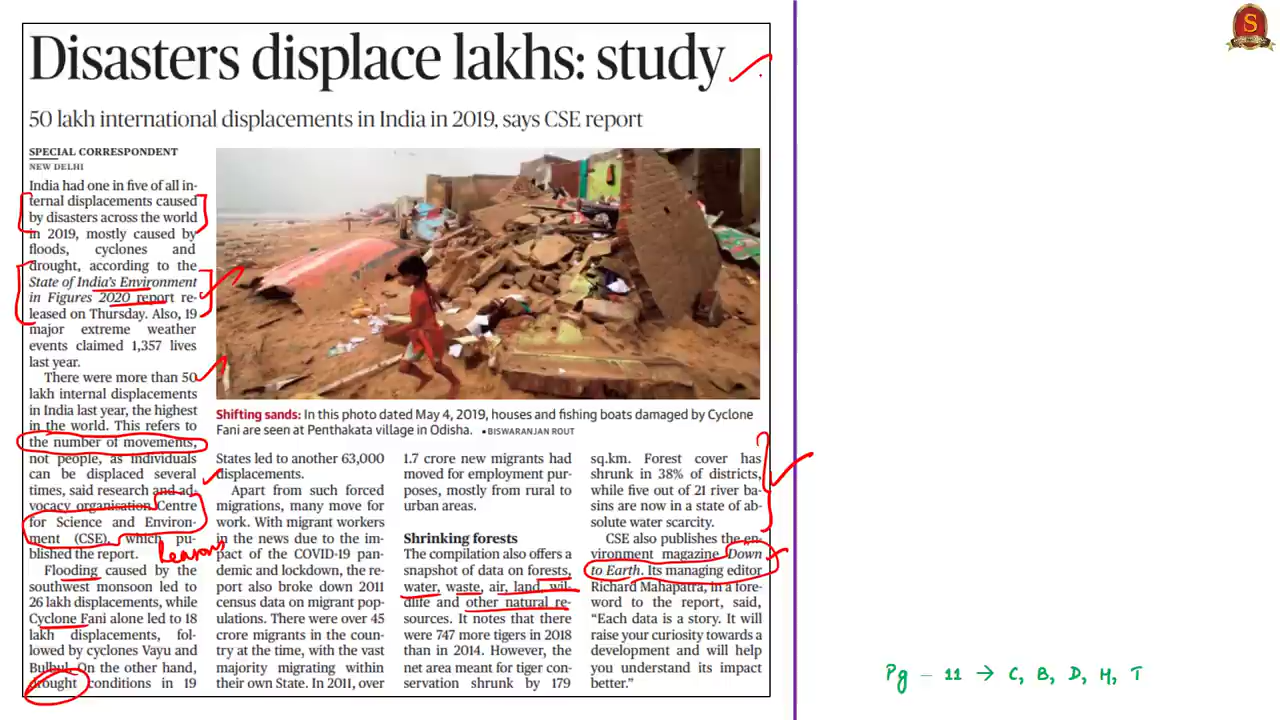 Disasters displace lakhs: study
50 lakh international displacements in India in 2019, says CSE report
SPECIAL CORRESPONDENT
NEW DELHI
India had one in five of all in-
ternal displacements caused
by disasters across the world
in 2019, mostly caused by
floods, cyclones and
drought, according to the
State of India's Environment
in Figures 2020 report re-
leased on Thursday. Also, 19
major extreme weather
events claimed 1,357 lives
last year.
There were more than 50
lakh internal displacements
in India last year, the highest
in the world. This refers to
the number of movements,
not people, as individuals
can be displaced several
times, said research and ad-
vocacy organisation Centre
for Science and Environ-
ment (CSE), which pu-
blished the report.
Reasons
Flooding caused by the
southwest monsoon led to
26 lakh displacements, while
Cyclone Fani alone led to 18
lakh displacements, fol-
lowed by cyclones Vayu and
Bulbul. On the other hand,
drought conditions in 19
Shifting sands: In this photo dated May 4, 2019, houses and fishing boats damaged by Cyclone
Fani are seen at Penthakata village in Odisha. • BISWARANJAN ROUT
States led to another 63,000
displacements.
Apart from such forced
migrations, many move for
work. With migrant workers
in the news due to the im-
pact of the COVID-19 pan-
demic and lockdown, the re-
port also broke down 2011
census data on migrant pop-
ulations. There were over 45
crore migrants in the coun-
try at the time, with the vast
majority migrating within
their own State. In 2011, over
1.7 crore new migrants had
moved for employment pur-
poses, mostly from rural to
urban areas.
Shrinking forests
The compilation also offers a
snapshot of data on forests,
water, waste, air, land, wil-
dlife and other natural re-
sources. It notes that there
were 747 more tigers in 2018
than in 2014. However, the
net area meant for tiger con-
servation shrunk by 179
sq.km. Forest cover has
shrunk in 38% of districts,
while five out of 21 river ba-
sins are now in a state of ab-
solute water scarcity.
CSE also publishes the en-
vironment magazine Down
to Earth. Its managing editor
Richard Mahapatra, in a fore-
word to the report, said,
“Each data is a story. It will
raise your curiosity towards a
development and will help
you understand its impact
better.”
S
Pg – 11 → C, B, D, H, T